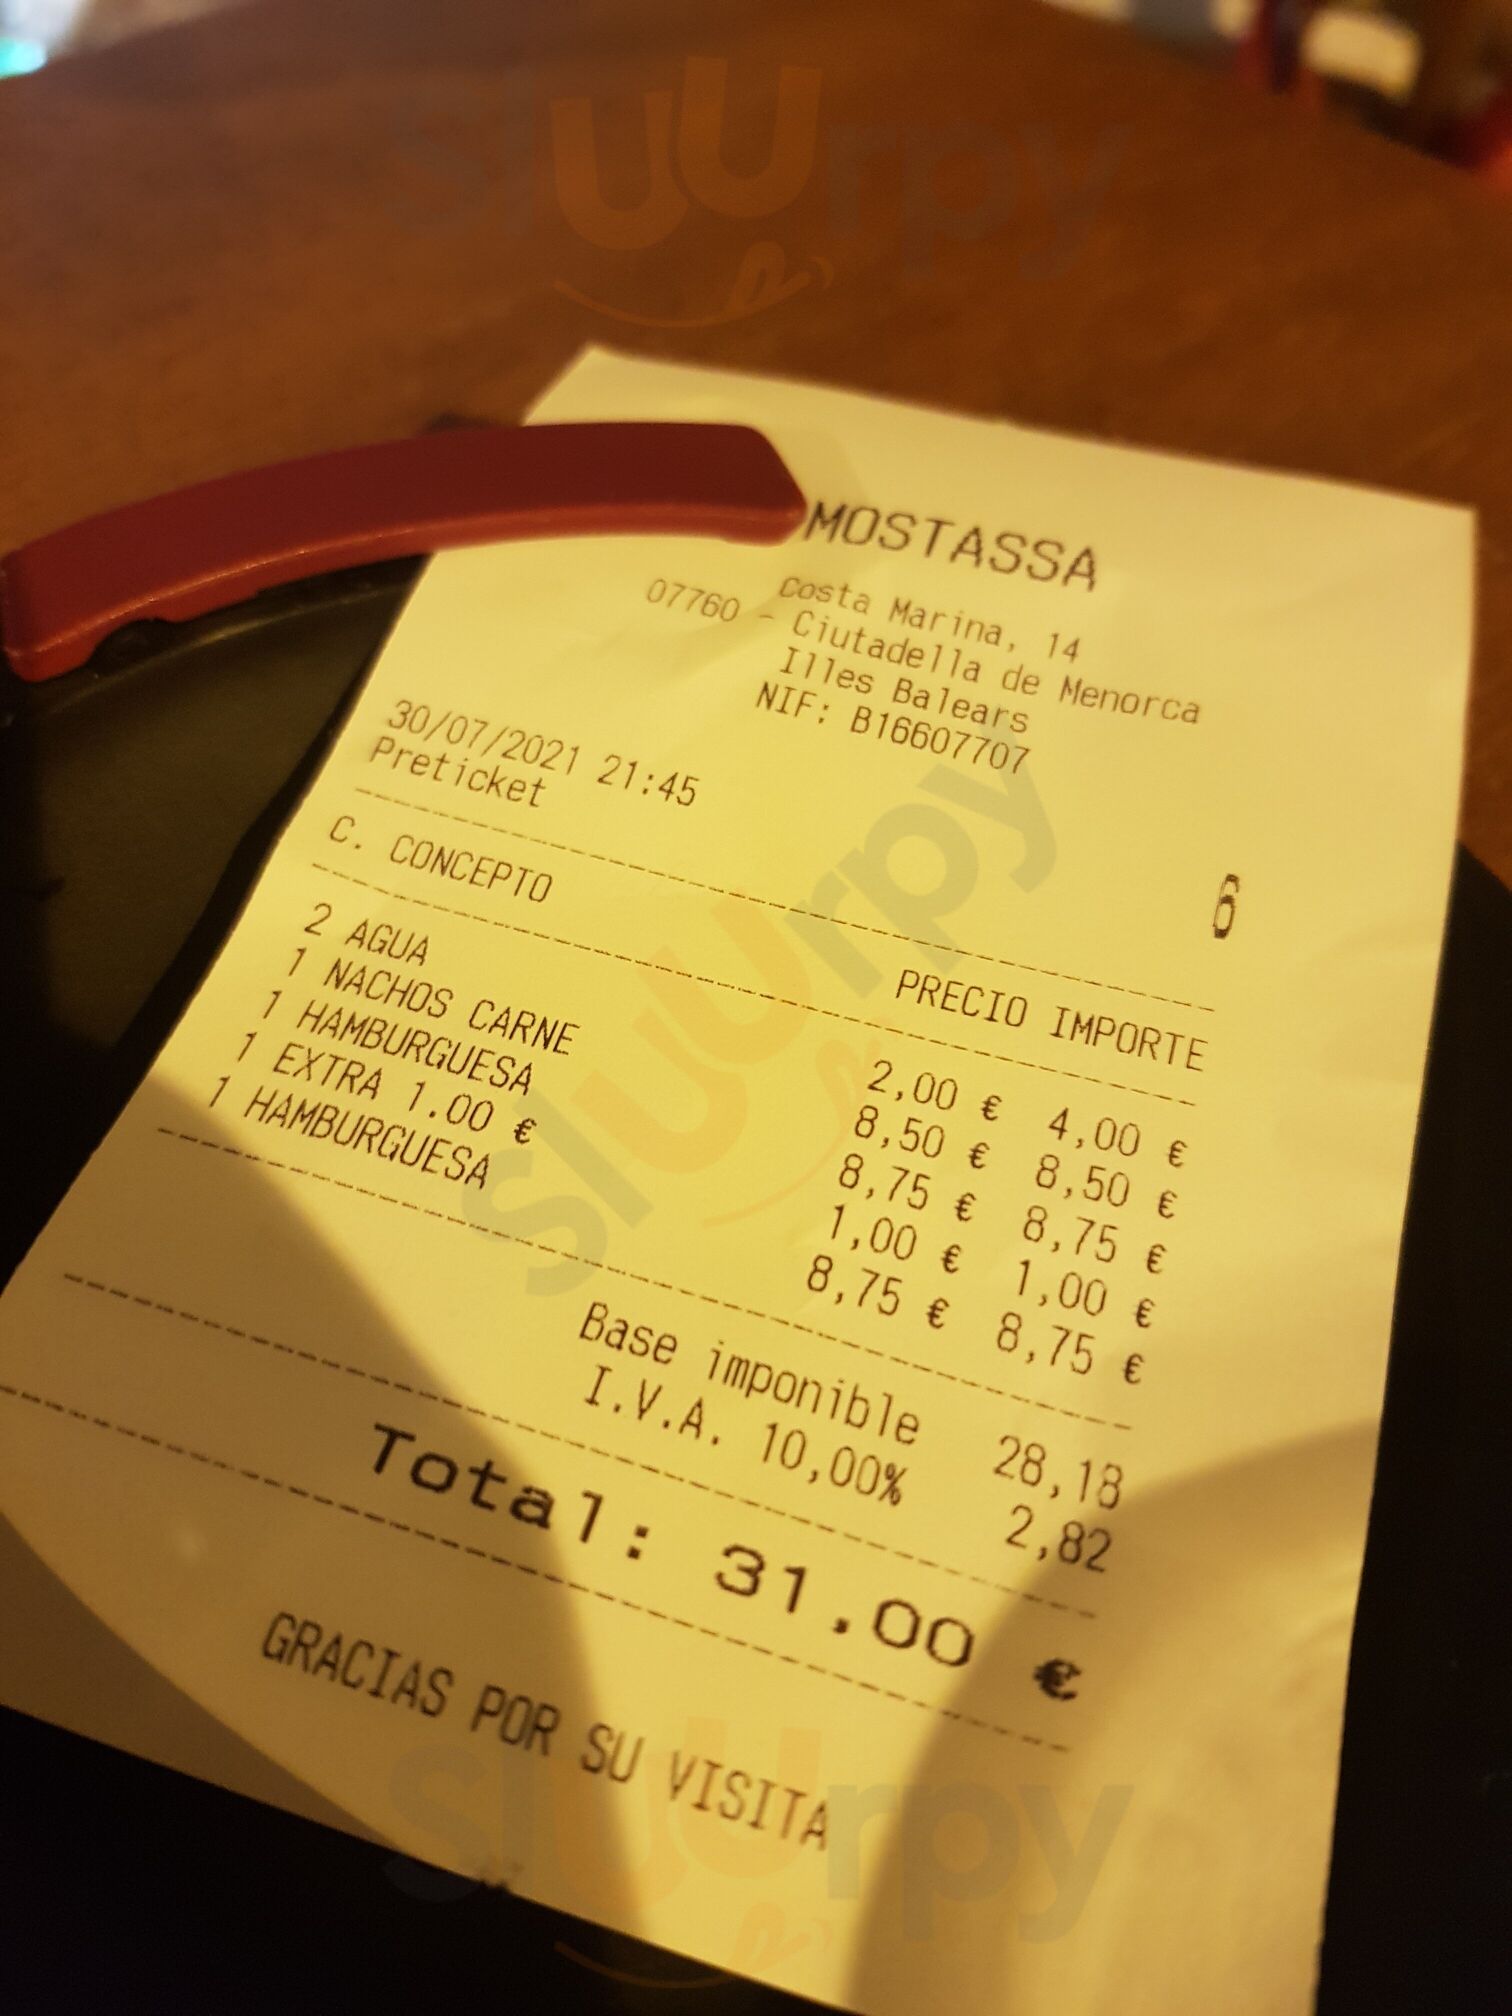 sluurpy
MOSTASSA
Costa Marina, 14
07760 - Ciutadella de Menorca
Illes Balears
NIF: B16607707
30/07/2021 21:45
Preticket
6
C. CONCEPTO PRECIO IMPORTE
2 AGUA 2,00 € 4,00 €
1 NACHOS CARNE 8,50 € 8,50 €
1 HAMBURGUESA 8,75 € 8,75 €
1 EXTRA 1.00 € 1,00 € 1,00 €
1 HAMBURGUESA 8,75 € 8,75 €
sluurpy
Base imponible 28,18
I.V.A. 10,00% 2,82
Total: 31,00 €
GRACIAS POR SU VISITA
sluurpy